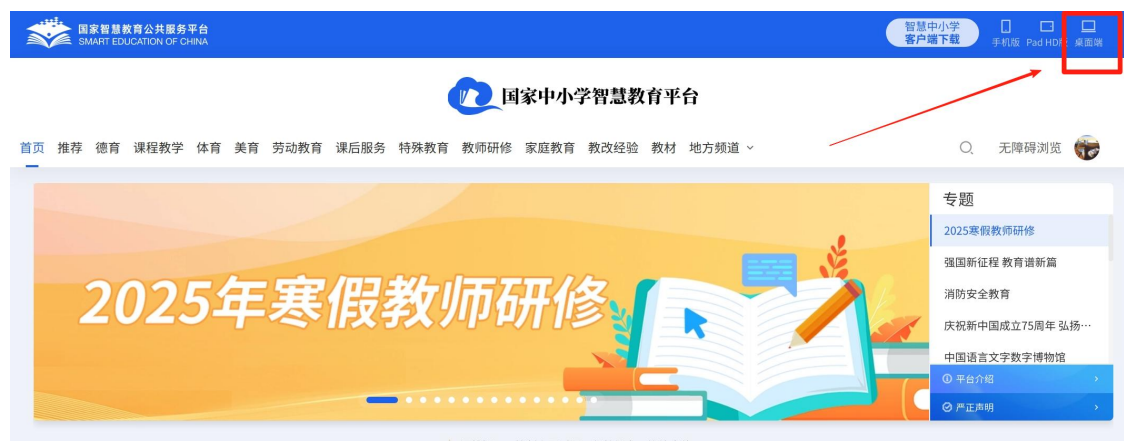 国家智慧教育公共服务平台
SMART EDUCATION OF CHINA
智慧中小学
客户端下载
手机版 Pad HD版 桌面端
国家中小学智慧教育平台
首页 推荐 德育 课程教学 体育 美育 劳动教育 课后服务 特殊教育 教师研修 家庭教育 教改经验 教材 地方频道
无障碍浏览
2025年寒假教师研修
专题
2025寒假教师研修
强国新征程 教育谱新篇
消防安全教育
庆祝新中国成立75周年 弘扬…
中国语言文字数字博物馆
平台介绍
严正声明